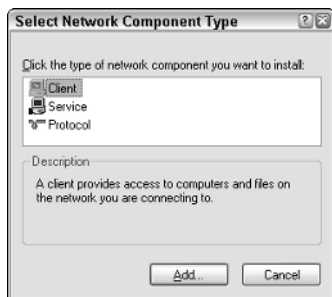 Select Network Component Type
Click the type of network component you want to install:
Client
Service
Protocol
Description
A client provides access to computers and files on
the network you are connecting to.
Add...
Cancel